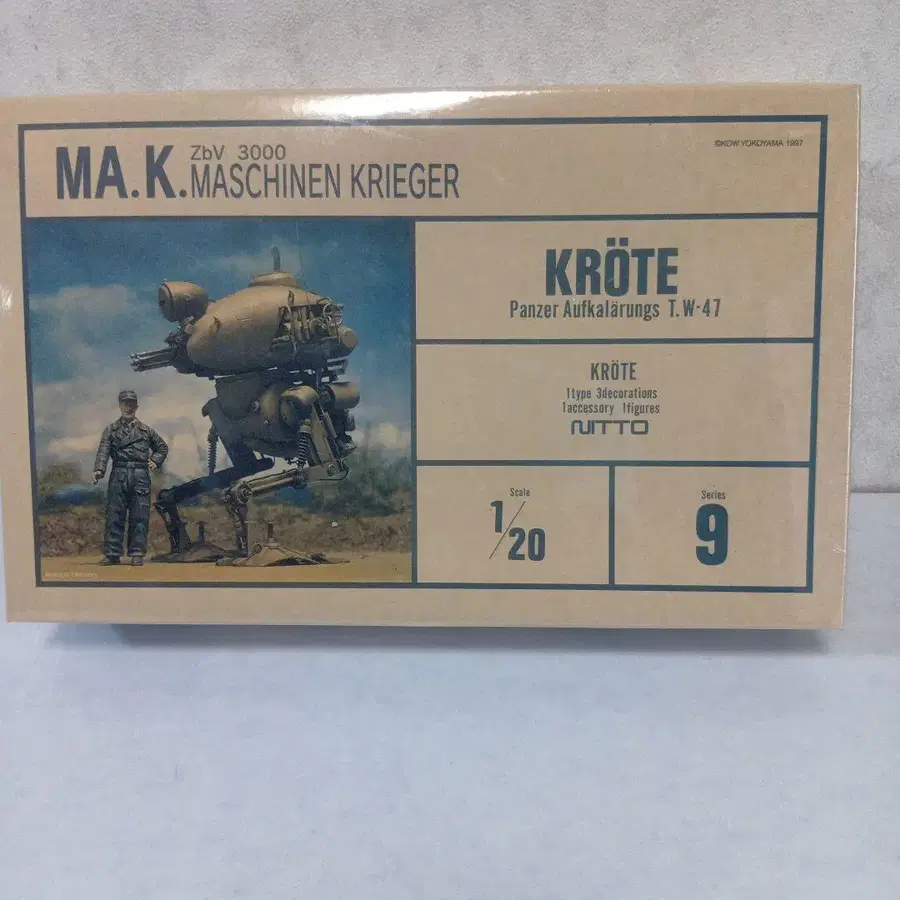 MA.K. ZbV 3000
MASCHINEN KRIEGER
©KOW YOKOYAMA 1997
KRÖTE
Panzer Aufkalärungs T.W-47
KRÖTE
1type 3decorations
1accessory 1figures
NITTO
Scale
1/20
Series
9